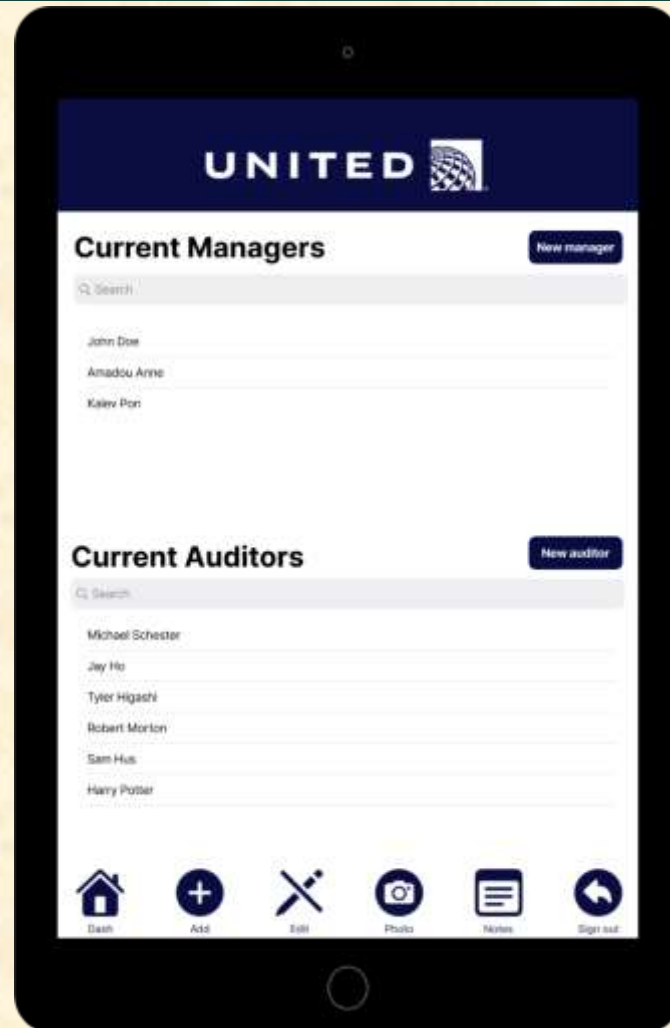 UNITED
Current Managers
New manager
Search
John Doe
Amadou Anne
Kalev Pon
Current Auditors
New auditor
Search
Michael Schester
Jay Ho
Tyler Higashi
Robert Morton
Sam Hus
Harry Potter
Dash
Add
Edit
Photo
Notes
Sign out